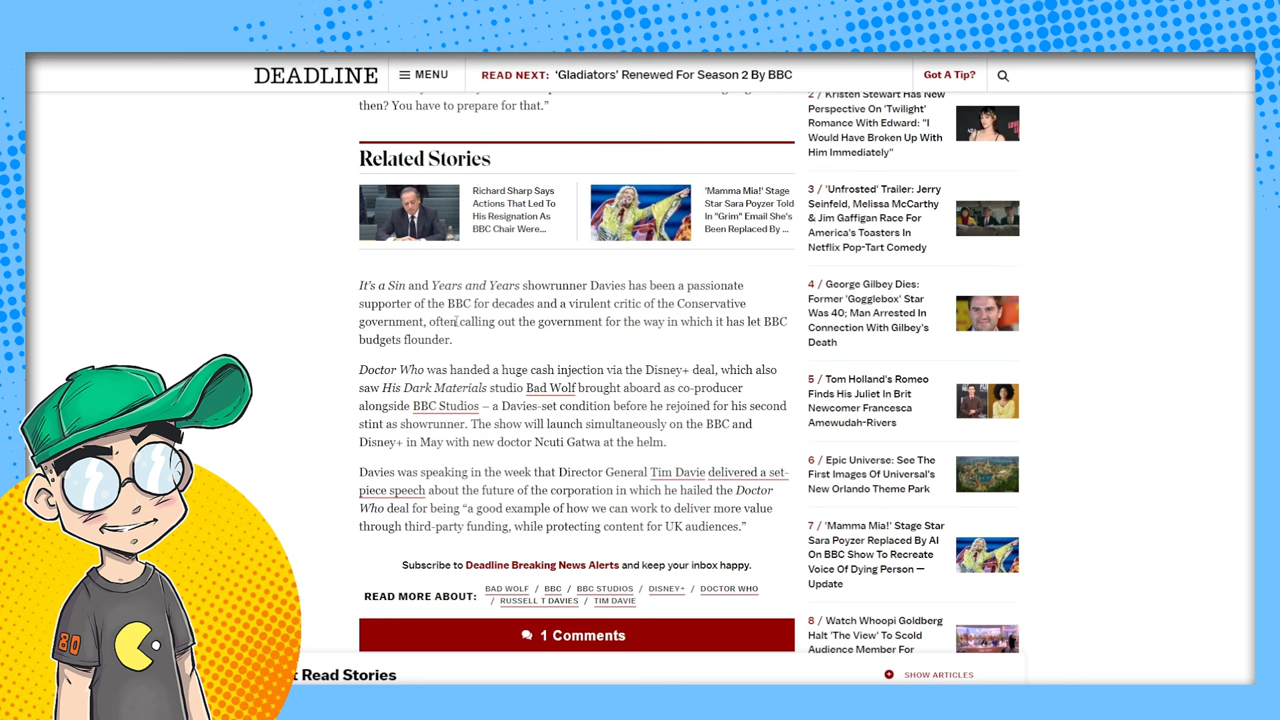 DEADLINE
MENU
READ NEXT: 'Gladiators' Renewed For Season 2 By BBC
Got A Tip?
then? You have to prepare for that."
Related Stories
Richard Sharp Says
Actions That Led To
His Resignation As
BBC Chair Were...
'Mamma Mia!' Stage
Star Sara Poyzer Told
In "Grim" Email She's
Been Replaced By ...
It's a Sin and Years and Years showrunner Davies has been a passionate
supporter of the BBC for decades and a virulent critic of the Conservative
government, often calling out the government for the way in which it has let BBC
budgets flounder.
Doctor Who was handed a huge cash injection via the Disney+ deal, which also
saw His Dark Materials studio Bad Wolf brought aboard as co-producer
alongside BBC Studios – a Davies-set condition before he rejoined for his second
stint as showrunner. The show will launch simultaneously on the BBC and
Disney+ in May with new doctor Ncuti Gatwa at the helm.
Davies was speaking in the week that Director General Tim Davie delivered a set-
piece speech about the future of the corporation in which he hailed the Doctor
Who deal for being "a good example of how we can work to deliver more value
through third-party funding, while protecting content for UK audiences."
Subscribe to Deadline Breaking News Alerts and keep your inbox happy.
READ MORE ABOUT: BAD WOLF / BBC / BBC STUDIOS / DISNEY+ / DOCTOR WHO
/ RUSSELL T DAVIES / TIM DAVIE
1 Comments
t Read Stories
SHOW ARTICLES
2 / Kristen Stewart Has New
Perspective On 'Twilight'
Romance With Edward: "I
Would Have Broken Up With
Him Immediately"
3 / 'Unfrosted' Trailer: Jerry
Seinfeld, Melissa McCarthy
& Jim Gaffigan Race For
America's Toasters In
Netflix Pop-Tart Comedy
4 / George Gilbey Dies:
Former 'Gogglebox' Star
Was 40; Man Arrested In
Connection With Gilbey's
Death
5 / Tom Holland's Romeo
Finds His Juliet In Brit
Newcomer Francesca
Amewudah-Rivers
6 / Epic Universe: See The
First Images Of Universal's
New Orlando Theme Park
7 / 'Mamma Mia!' Stage Star
Sara Poyzer Replaced By AI
On BBC Show To Recreate
Voice Of Dying Person —
Update
8 / Watch Whoopi Goldberg
Halt 'The View' To Scold
Audience Member For
80